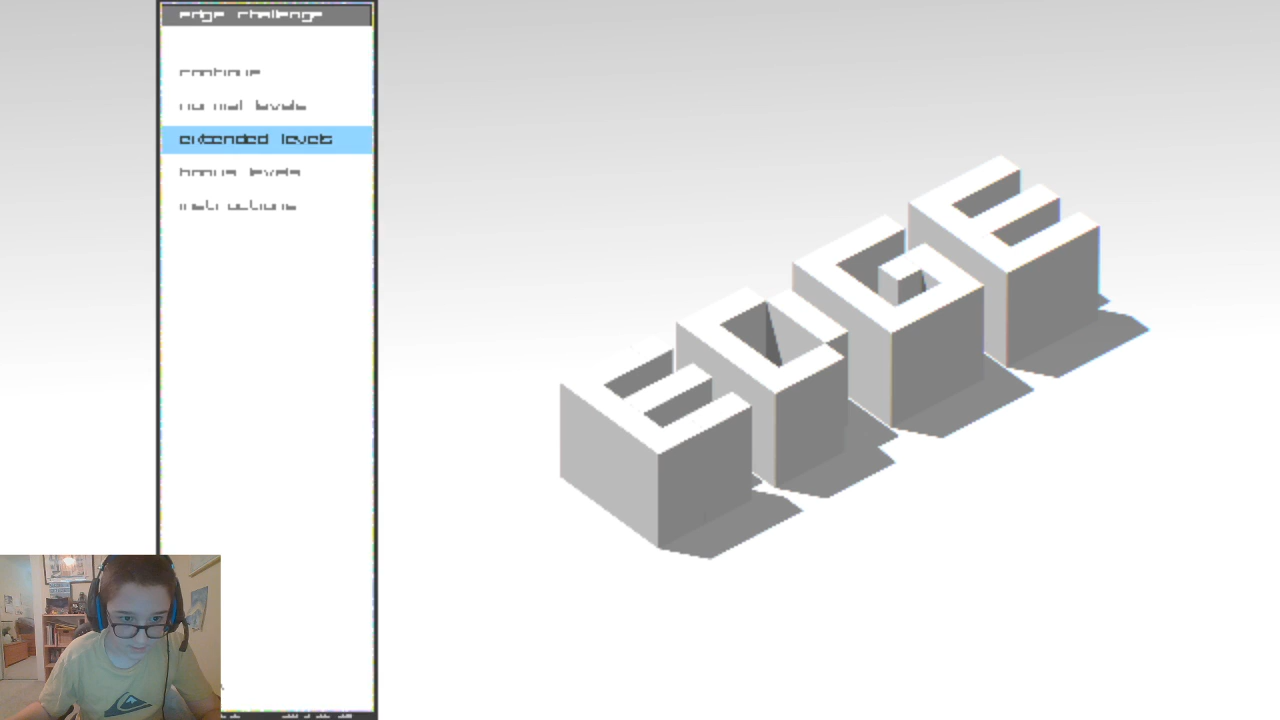 edge challenge
continue
normal levels
extended levels
bonus levels
instructions
EDGE